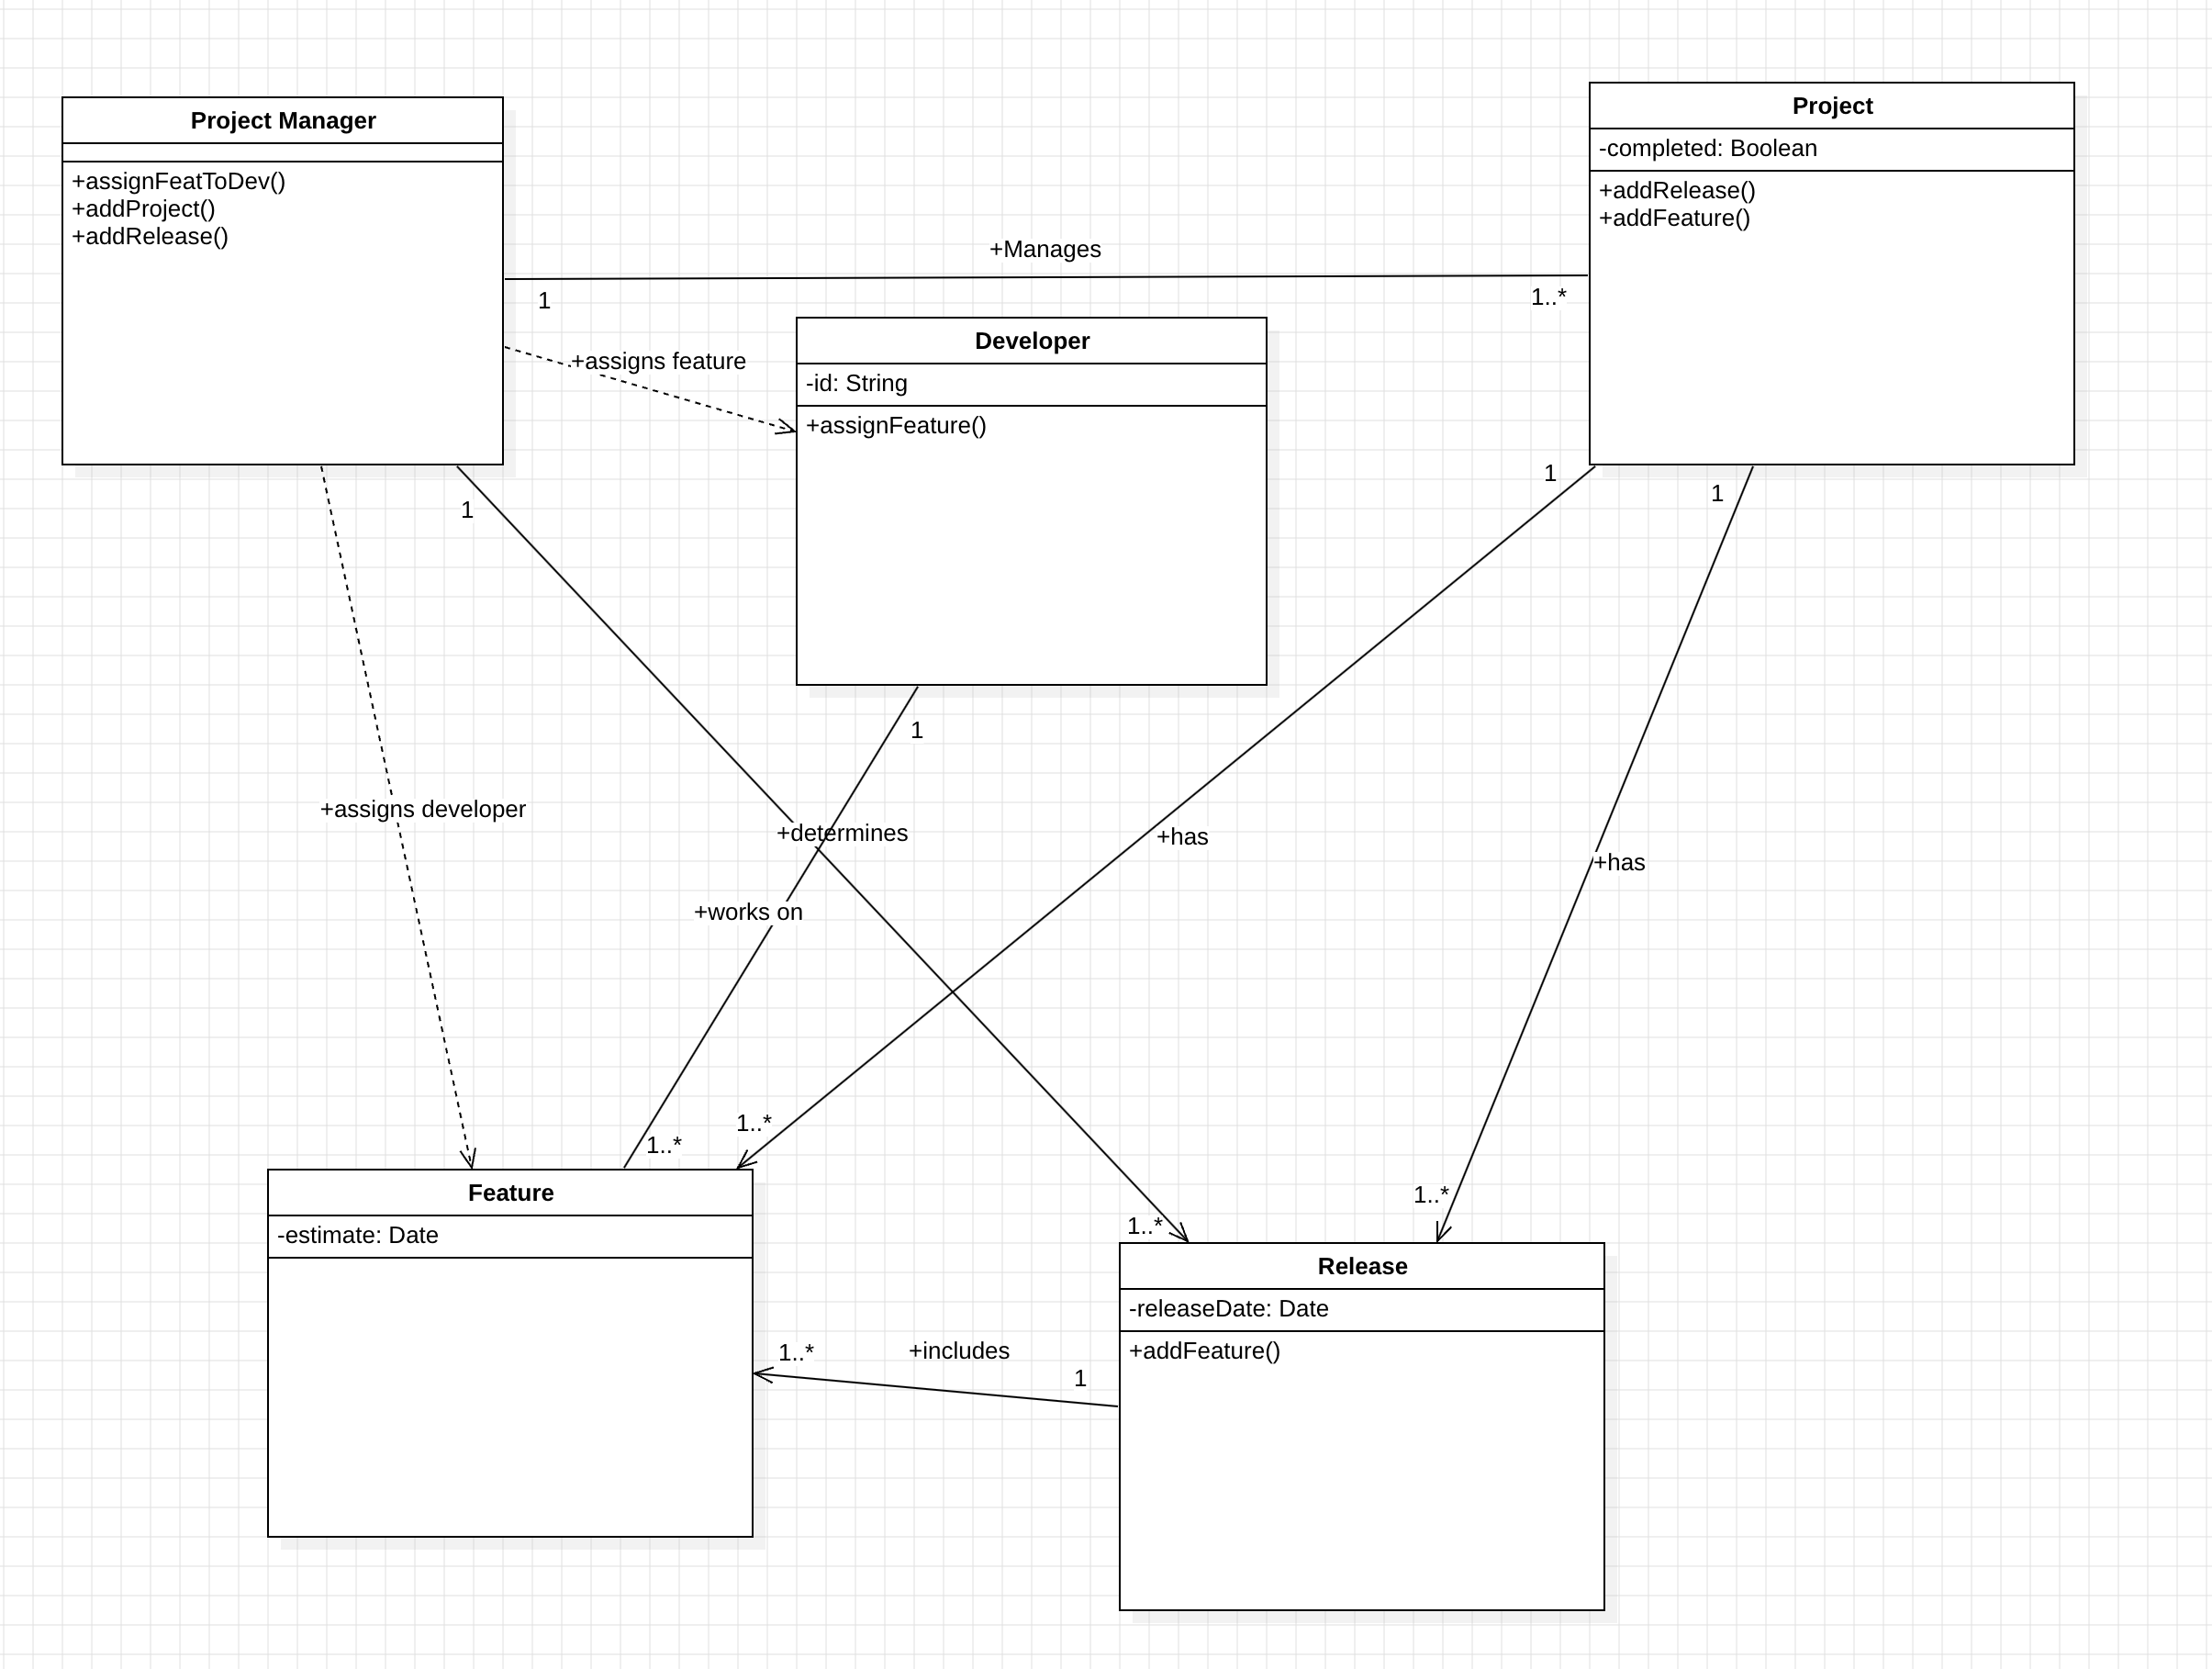 Project Manager
+assignFeatToDev()
+addProject()
+addRelease()
Project
-completed: Boolean
+addRelease()
+addFeature()
+Manages
1
1..*
Developer
-id: String
+assignFeature()
+assigns feature
1
1
1
1
+assigns developer
+determines
+works on
+has
+has
1..*
1..*
1..*
1..*
Feature
-estimate: Date
Release
-releaseDate: Date
+addFeature()
+includes
1..*
1